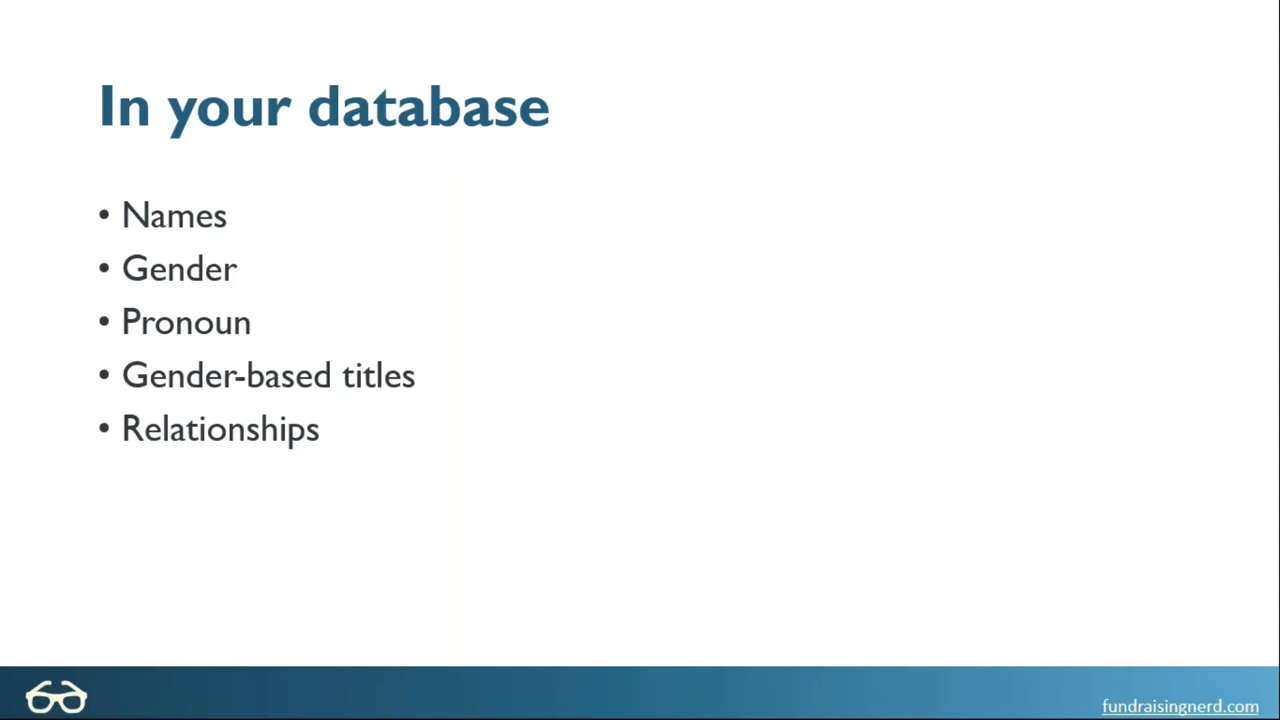 In your database
• Names
• Gender
• Pronoun
• Gender-based titles
• Relationships
fundraisingnerd.com